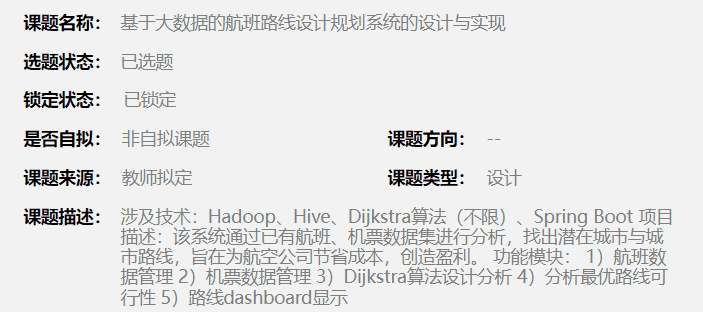 课题名称： 基于大数据的航班路线设计规划系统的设计与实现
选题状态： 已选题
锁定状态： 已锁定
是否自拟： 非自拟课题 课题方向： --
课题来源： 教师拟定 课题类型： 设计
课题描述： 涉及技术：Hadoop、Hive、Dijkstra算法（不限）、Spring Boot 项目
描述：该系统通过已有航班、机票数据集进行分析，找出潜在城市与城
市路线，旨在为航空公司节省成本，创造盈利。 功能模块： 1）航班数
据管理 2）机票数据管理 3）Dijkstra算法设计分析 4）分析最优路线可
行性 5）路线dashboard显示